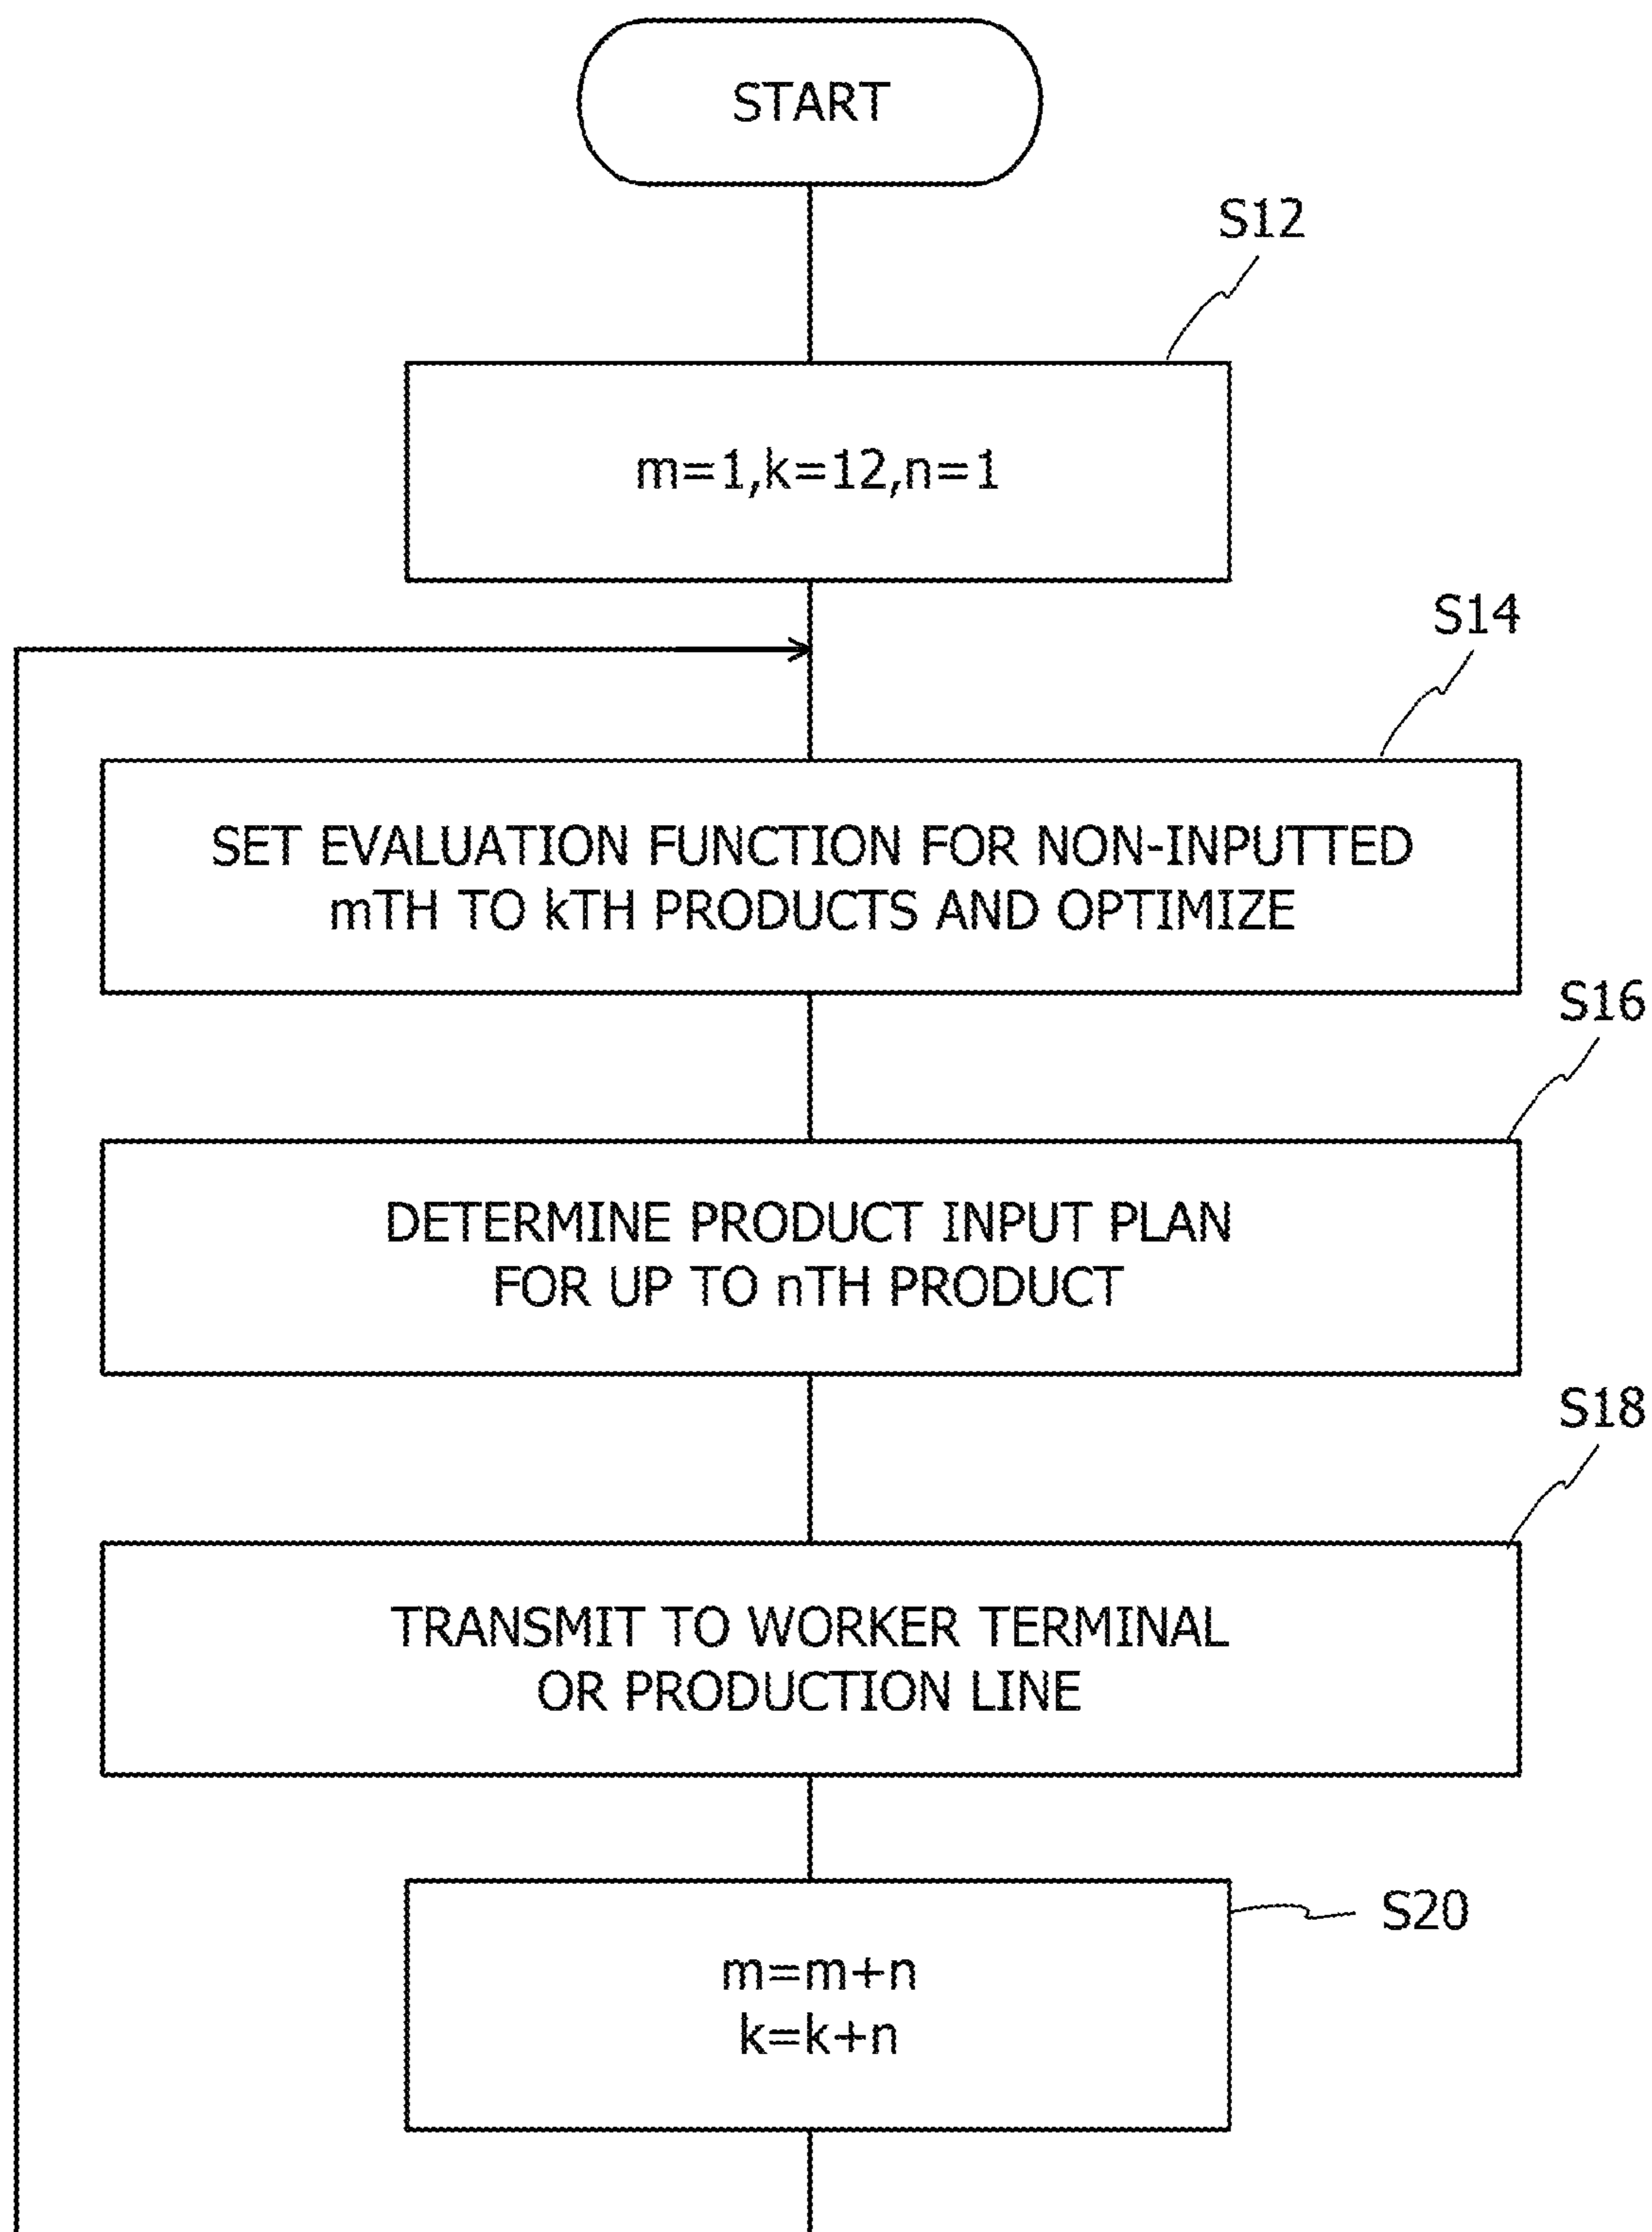 START
S12
m=1,k=12,n=1
S14
SET EVALUATION FUNCTION FOR NON-INPUTTED
mTH TO kTH PRODUCTS AND OPTIMIZE
S16
DETERMINE PRODUCT INPUT PLAN
FOR UP TO nTH PRODUCT
S18
TRANSMIT TO WORKER TERMINAL
OR PRODUCTION LINE
S20
m=m+n
k=k+n